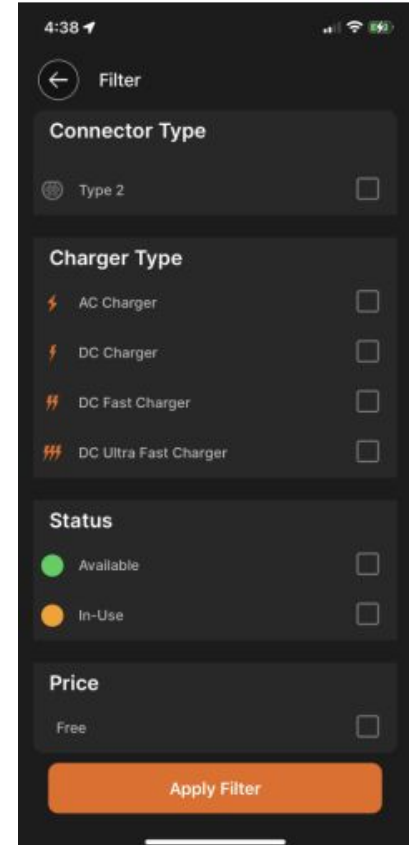 4:38
Filter
Connector Type
Type 2
Charger Type
AC Charger
DC Charger
DC Fast Charger
DC Ultra Fast Charger
Status
Available
In-Use
Price
Free
Apply Filter